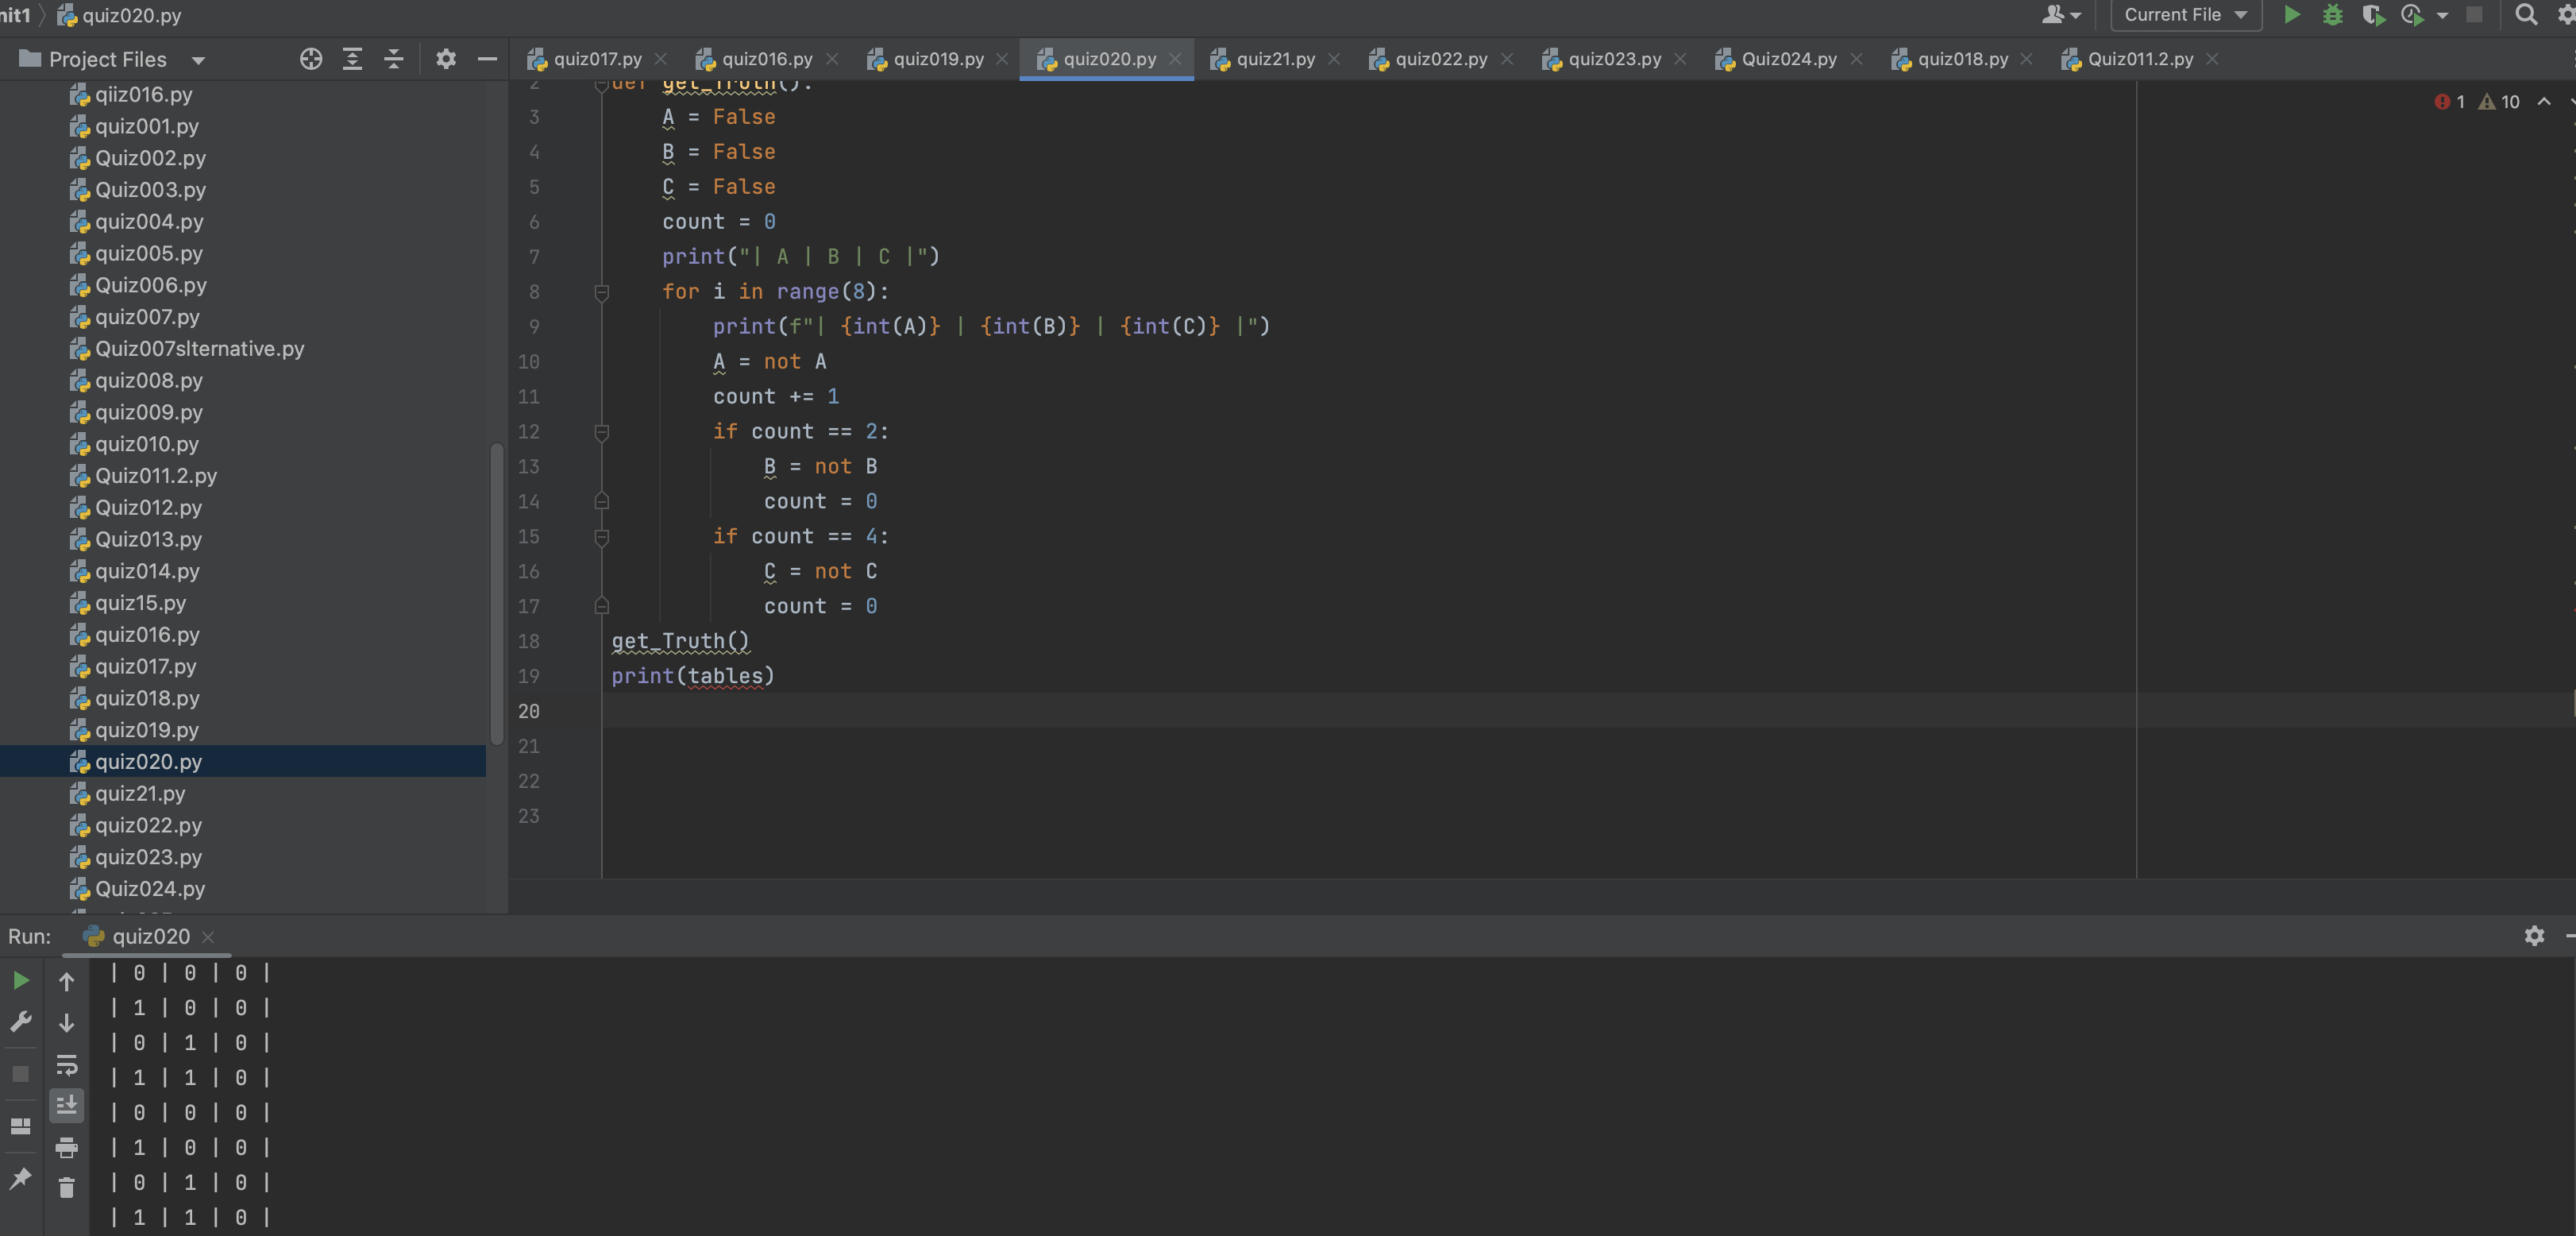 nit1 quiz020.py
Current File
Project Files
quiz017.py quiz016.py quiz019.py quiz020.py quiz21.py quiz022.py quiz023.py Quiz024.py quiz018.py Quiz011.2.py
qiiz016.py
quiz001.py
Quiz002.py
Quiz003.py
quiz004.py
quiz005.py
Quiz006.py
quiz007.py
Quiz007slternative.py
quiz008.py
quiz009.py
quiz010.py
Quiz011.2.py
Quiz012.py
Quiz013.py
quiz014.py
quiz15.py
quiz016.py
quiz017.py
quiz018.py
quiz019.py
quiz020.py
quiz21.py
quiz022.py
quiz023.py
Quiz024.py
1 10
2 def get_Truth():
3 A = False
4 B = False
5 C = False
6 count = 0
7 print("| A | B | C |")
8 for i in range(8):
9 print(f"| {int(A)} | {int(B)} | {int(C)} |")
10 A = not A
11 count += 1
12 if count == 2:
13 B = not B
14 count = 0
15 if count == 4:
16 C = not C
17 count = 0
18 get_Truth()
19 print(tables)
20
21
22
23
Run: quiz020
| 0 | 0 | 0 |
| 1 | 0 | 0 |
| 0 | 1 | 0 |
| 1 | 1 | 0 |
| 0 | 0 | 0 |
| 1 | 0 | 0 |
| 0 | 1 | 0 |
| 1 | 1 | 0 |